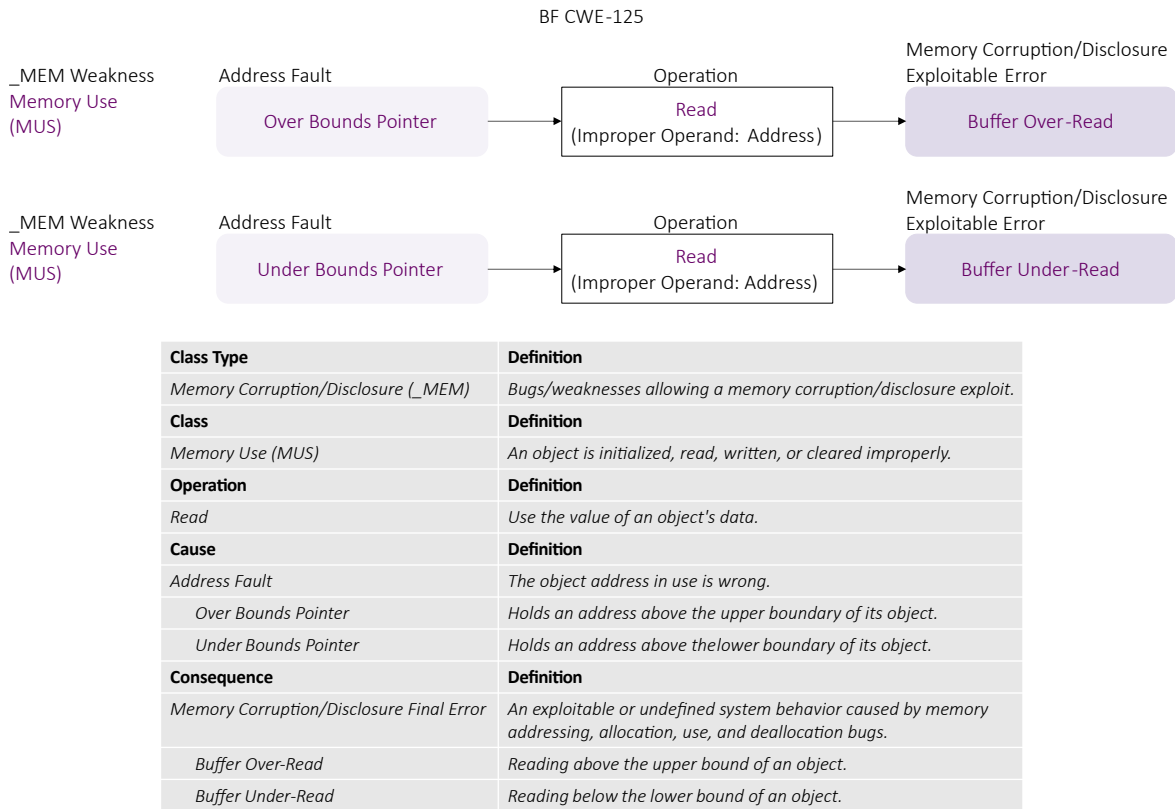 BF CWE-125
_MEM Weakness
Memory Use
(MUS)
Address Fault
Over Bounds Pointer
Operation
Read
(Improper Operand: Address)
Memory Corruption/Disclosure
Exploitable Error
Buffer Over-Read
_MEM Weakness
Memory Use
(MUS)
Address Fault
Under Bounds Pointer
Operation
Read
(Improper Operand: Address)
Memory Corruption/Disclosure
Exploitable Error
Buffer Under-Read
Class Type Definition
Memory Corruption/Disclosure (_MEM) Bugs/weaknesses allowing a memory corruption/disclosure exploit.
Class Definition
Memory Use (MUS) An object is initialized, read, written, or cleared improperly.
Operation Definition
Read Use the value of an object's data.
Cause Definition
Address Fault The object address in use is wrong.
Over Bounds Pointer Holds an address above the upper boundary of its object.
Under Bounds Pointer Holds an address above thelower boundary of its object.
Consequence Definition
Memory Corruption/Disclosure Final Error An exploitable or undefined system behavior caused by memory
addressing, allocation, use, and deallocation bugs.
Buffer Over-Read Reading above the upper bound of an object.
Buffer Under-Read Reading below the lower bound of an object.